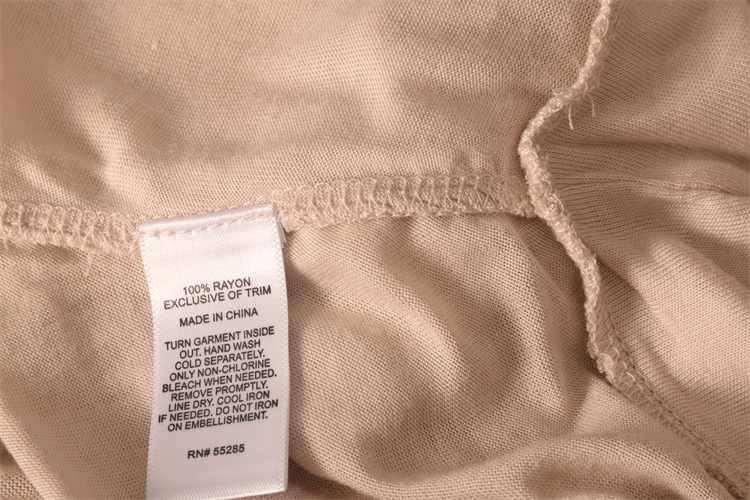 100% RAYON
EXCLUSIVE OF TRIM
MADE IN CHINA
TURN GARMENT INSIDE
OUT. HAND WASH
COLD SEPARATELY.
ONLY NON-CHLORINE
BLEACH WHEN NEEDED.
REMOVE PROMPTLY.
LINE DRY. COOL IRON
IF NEEDED. DO NOT IRON
ON EMBELLISHMENT.
RN# 55285